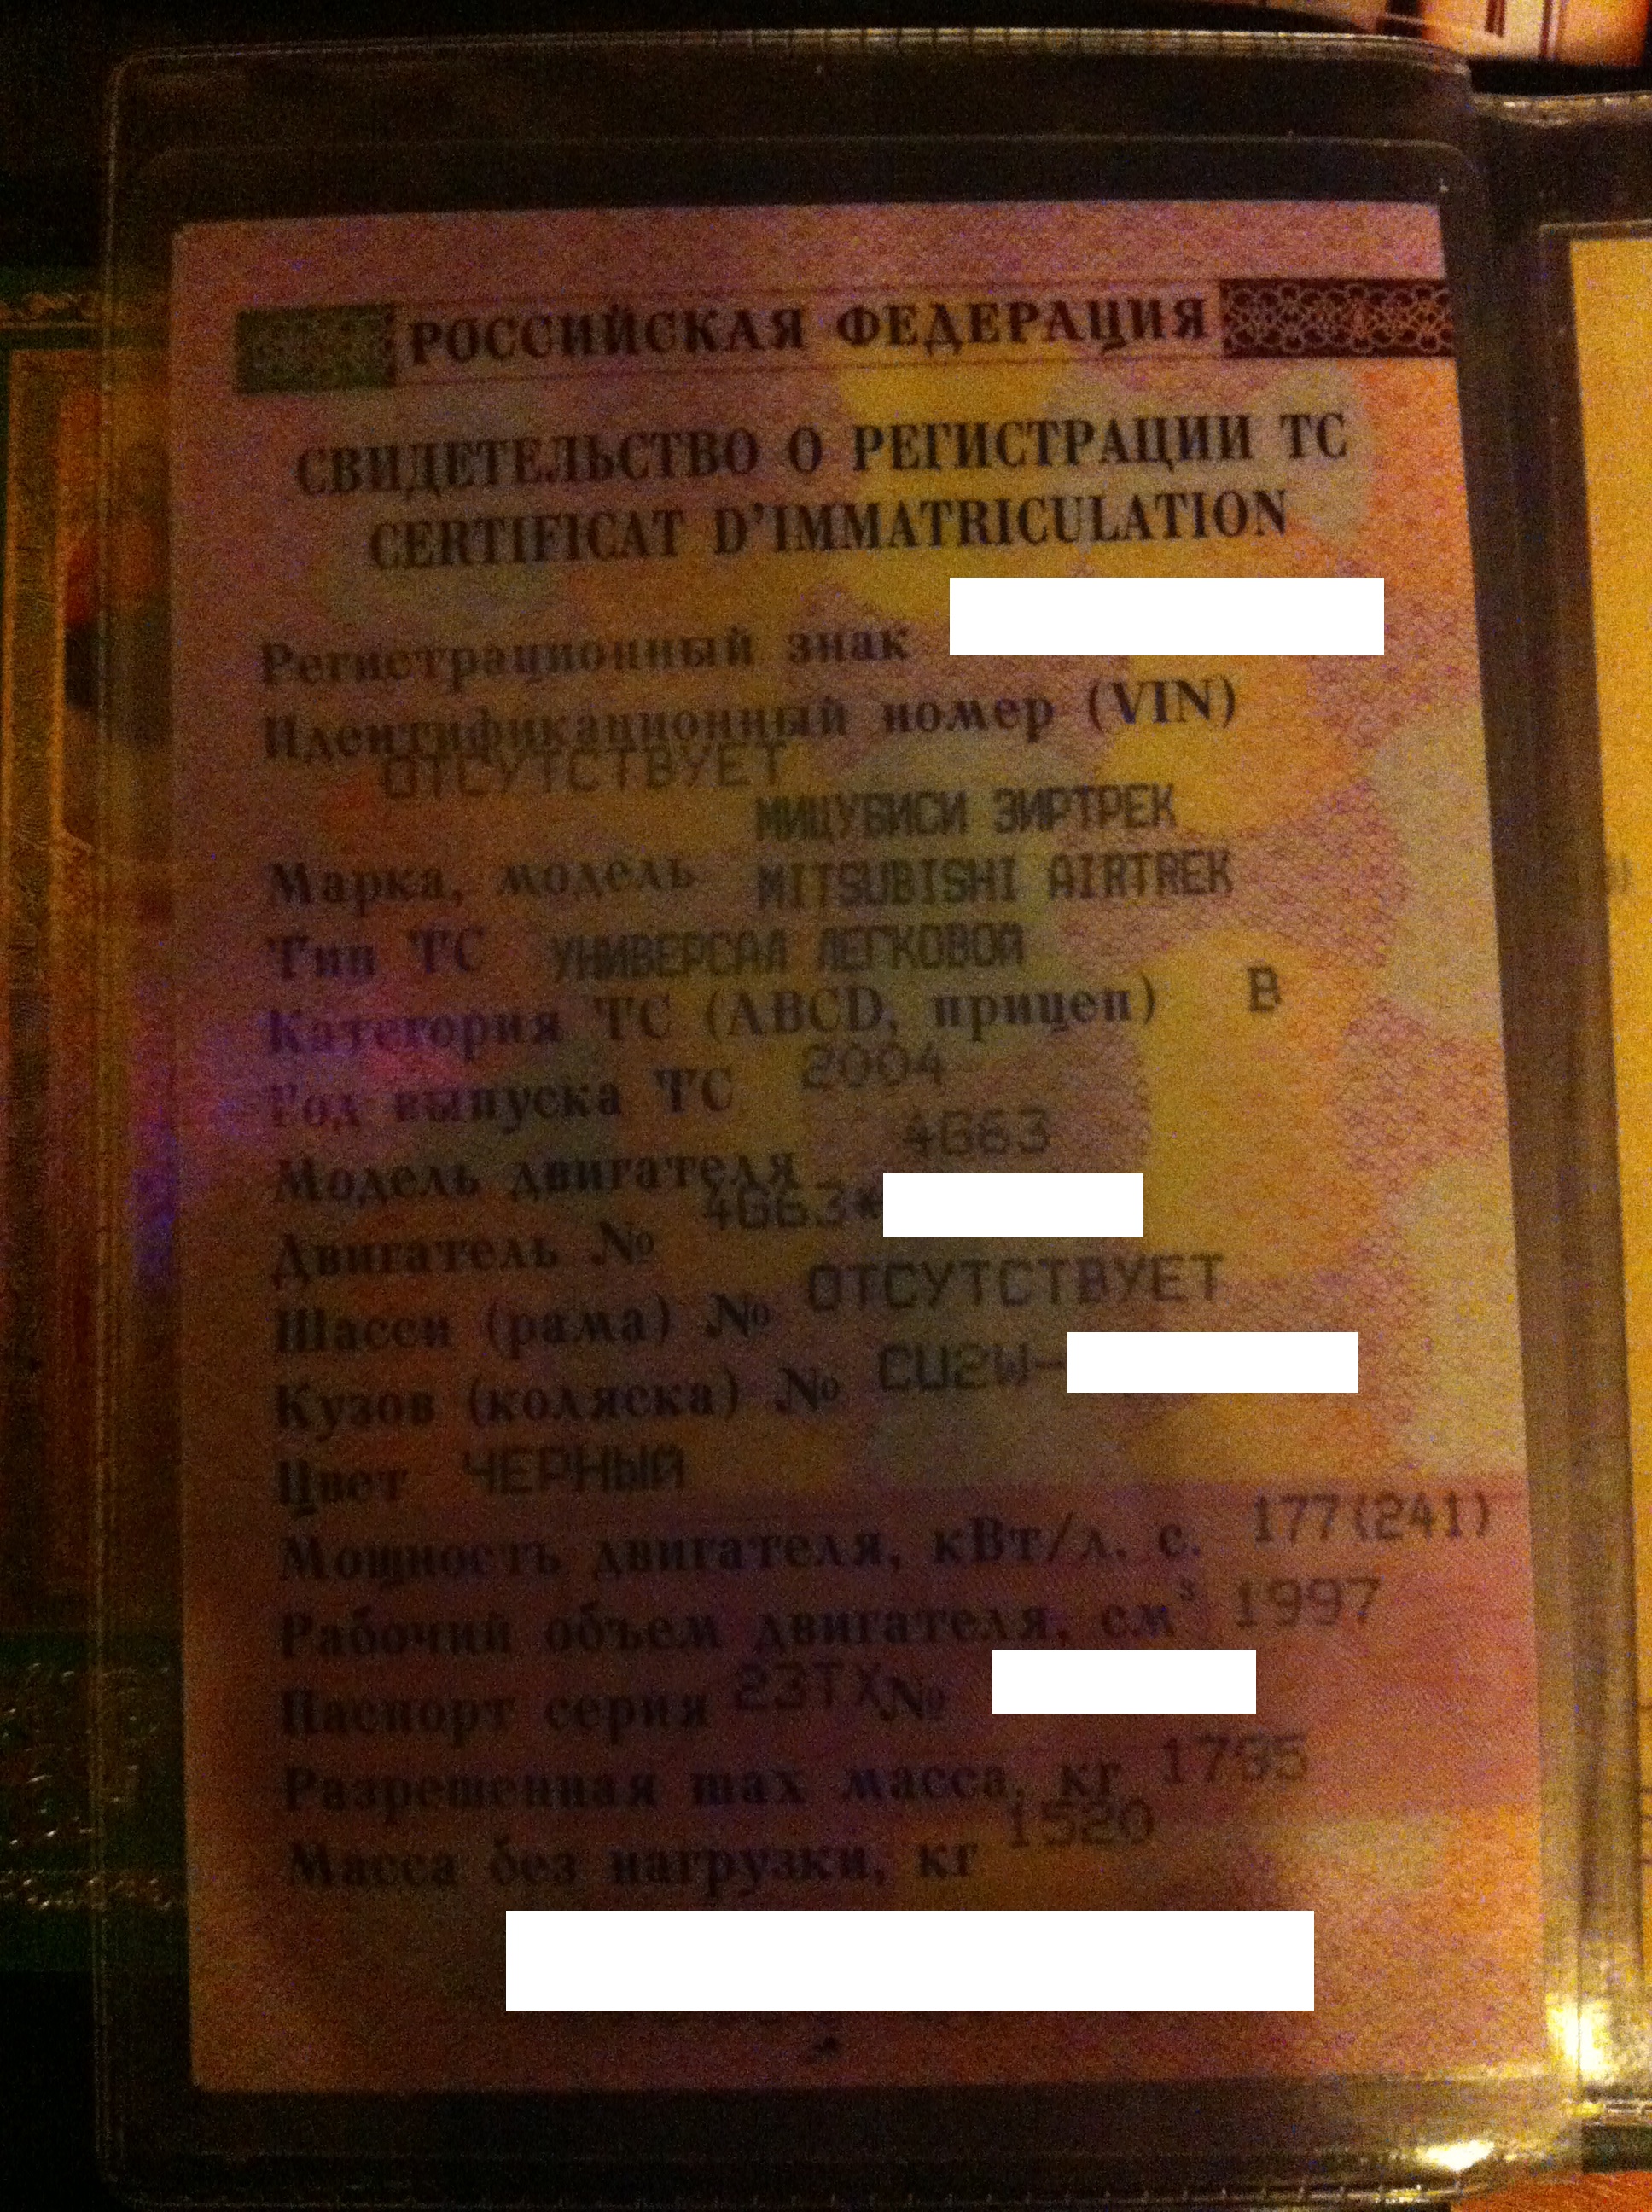 РОССИЙСКАЯ ФЕДЕРАЦИЯ
СВИДЕТЕЛЬСТВО О РЕГИСТРАЦИИ ТС
CERTIFICAT D'IMMATRICULATION
Регистрационный знак
Идентификационный номер (VIN)
ОТСУТСТВУЕТ
МИЦУБИСИ ЭИРТРЕК
Марка, модель MITSUBISHI AIRTREK
Тип ТС УНИВЕРСАЛ ЛЕГКОВОЙ
Категория ТС (ABCD, прицеп) B
Год выпуска ТС 2004
Модель двигателя 4G63
Двигатель № 4G63*
Шасси (рама) № ОТСУТСТВУЕТ
Кузов (коляска) № CU2W-
Цвет ЧЕРНЫЙ
Мощность двигателя, кВт/л. с. 177(241)
Рабочий объем двигателя, см³ 1997
Паспорт серия 23ТХ №
Разрешенная max масса, кг 1795
Масса без нагрузки, кг 1520